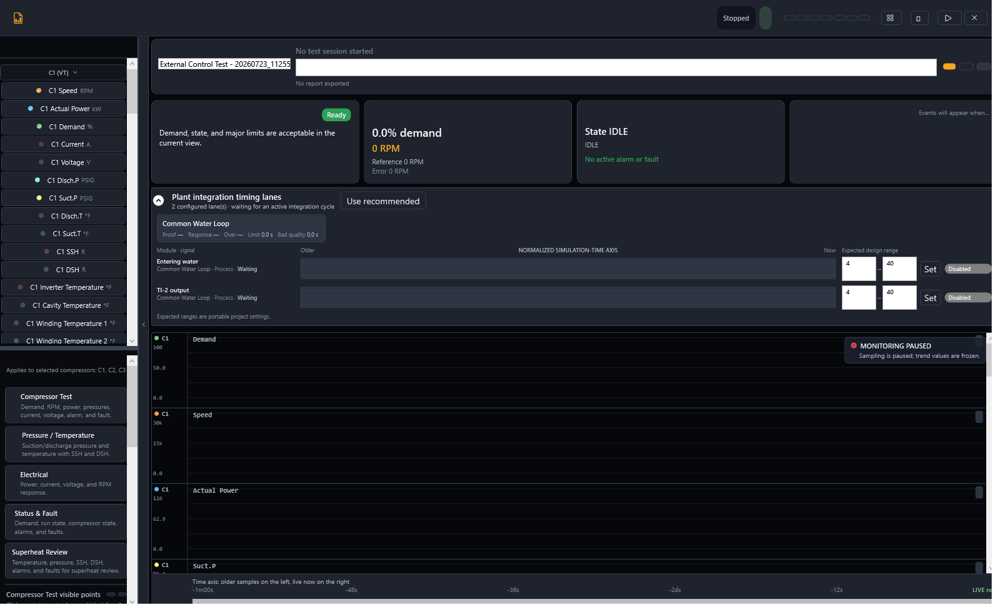 Stopped
C1 (VT)
C1 Speed RPM
C1 Actual Power kW
C1 Demand %
C1 Current A
C1 Voltage V
C1 Disch.P PSIG
C1 Suct.P PSIG
C1 Disch.T °F
C1 Suct.T °F
C1 SSH R
C1 DSH R
C1 Inverter Temperature °F
C1 Cavity Temperature °F
C1 Winding Temperature 1 °F
C1 Winding Temperature 2 °F
Applies to selected compressors: C1, C2, C3
Compressor Test
Demand, RPM, power, pressures,
current, voltage, alarm, and fault.
Pressure / Temperature
Suction/discharge pressure and
temperature with SSH and DSH.
Electrical
Power, current, voltage, and RPM
response.
Status & Fault
Demand, run state, compressor state,
alarms, and faults.
Superheat Review
Temperature, pressure, SSH, DSH,
alarms, and faults for superheat review.
Compressor Test visible points
External Control Test - 20260723_11255
No test session started
No report exported
Ready
Demand, state, and major limits are acceptable in the
current view.
0.0% demand
0 RPM
Reference 0 RPM
Error 0 RPM
State IDLE
IDLE
No active alarm or fault
Events will appear when...
Plant integration timing lanes
2 configured lane(s) · waiting for an active integration cycle
Use recommended
Common Water Loop
Proof — Response — Over — Limit 0.0 s Bad quality 0.0 s
Module · signal Older NORMALIZED SIMULATION-TIME AXIS Now Expected design range
Entering water
Common Water Loop · Process · Waiting
4 – 40 Set Disabled
TI-2 output
Common Water Loop · Process · Waiting
4 – 40 Set Disabled
Expected ranges are portable project settings.
C1 Demand
100
50.0
0.0
MONITORING PAUSED
Sampling is paused; trend values are frozen.
C1 Speed
30k
15k
0.0
C1 Actual Power
126
62.9
0.0
C1 Suct.P
Time axis: older samples on the left, live now on the right
-1m00s -48s -36s -24s -12s LIVE